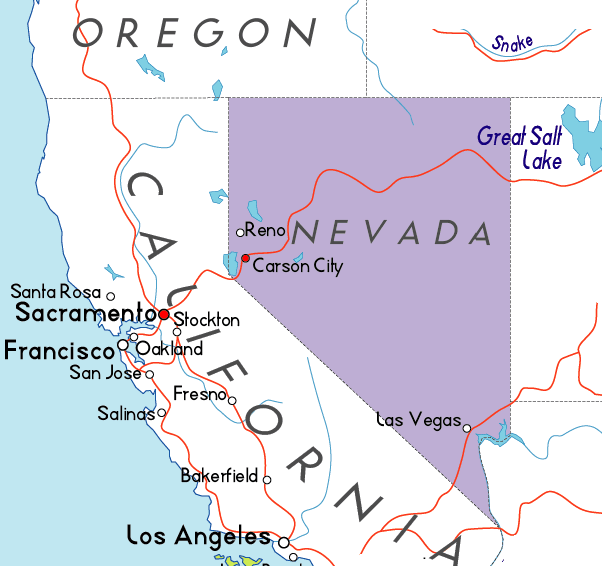 OREGON
Snake
Great Salt
Lake
CALIFORNIA
Reno
NEVADA
Carson City
Santa Rosa
Sacramento
Stockton
Francisco
Oakland
San Jose
Fresno
Salinas
Las Vegas
Bakerfield
Los Angeles